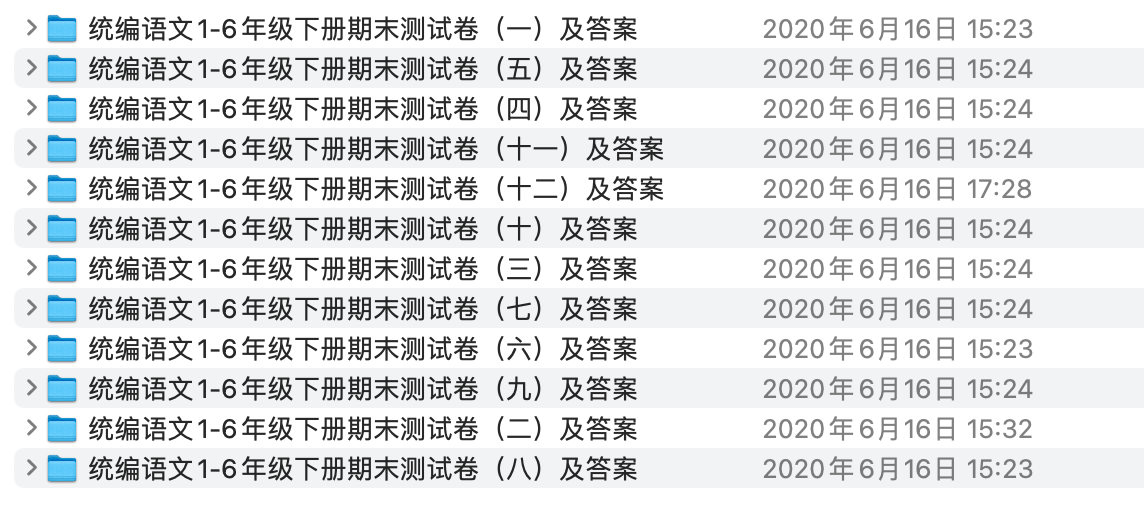 统编语文1-6年级下册期末测试卷（一）及答案 2020年6月16日 15:23
统编语文1-6年级下册期末测试卷（五）及答案 2020年6月16日 15:24
统编语文1-6年级下册期末测试卷（四）及答案 2020年6月16日 15:24
统编语文1-6年级下册期末测试卷（十一）及答案 2020年6月16日 15:24
统编语文1-6年级下册期末测试卷（十二）及答案 2020年6月16日 17:28
统编语文1-6年级下册期末测试卷（十）及答案 2020年6月16日 15:24
统编语文1-6年级下册期末测试卷（三）及答案 2020年6月16日 15:24
统编语文1-6年级下册期末测试卷（七）及答案 2020年6月16日 15:24
统编语文1-6年级下册期末测试卷（六）及答案 2020年6月16日 15:23
统编语文1-6年级下册期末测试卷（九）及答案 2020年6月16日 15:24
统编语文1-6年级下册期末测试卷（二）及答案 2020年6月16日 15:32
统编语文1-6年级下册期末测试卷（八）及答案 2020年6月16日 15:23